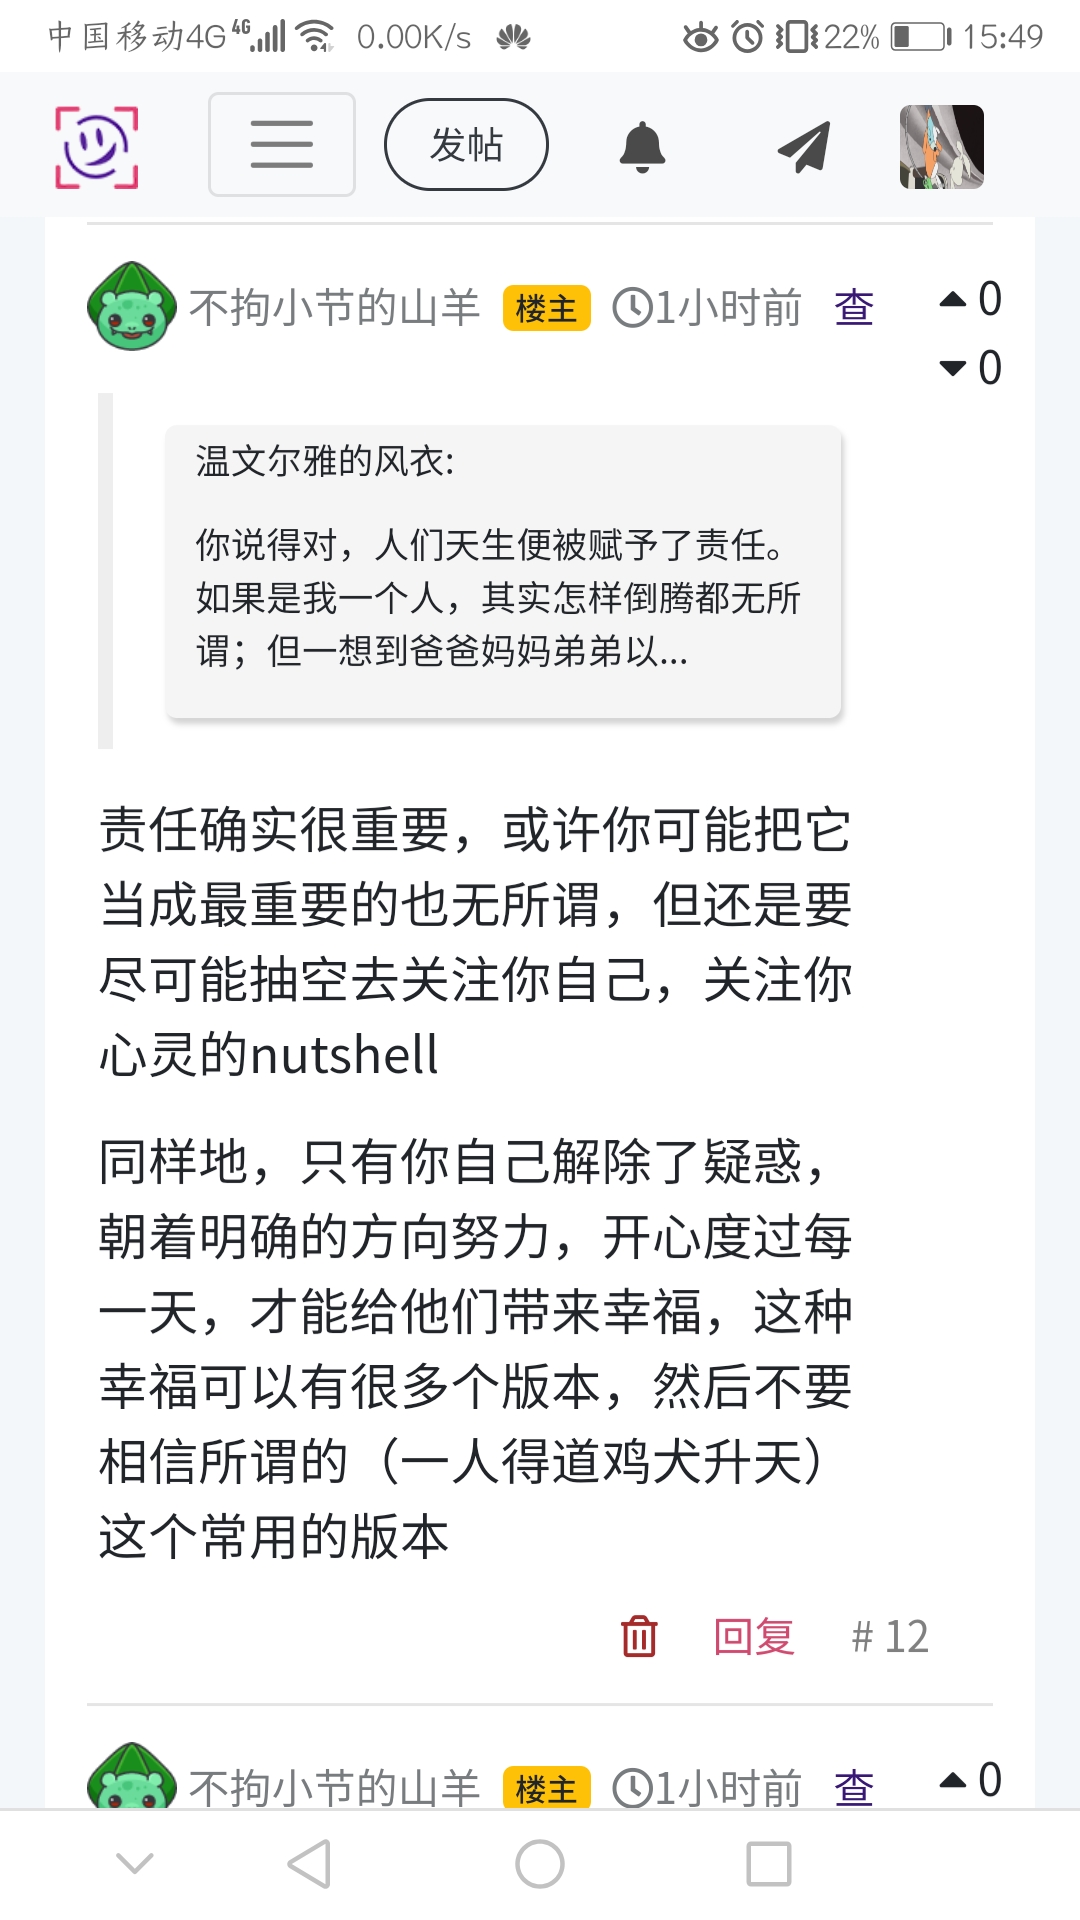 中国移动4G 4G 0.00K/s 22% 15:49
发帖
不拘小节的山羊 楼主 1小时前 查 0
0
温文尔雅的风衣:
你说得对，人们天生便被赋予了责任。
如果是我一个人，其实怎样倒腾都无所
谓；但一想到爸爸妈妈弟弟以...
责任确实很重要，或许你可能把它
当成最重要的也无所谓，但还是要
尽可能抽空去关注你自己，关注你
心灵的nutshell
同样地，只有你自己解除了疑惑，
朝着明确的方向努力，开心度过每
一天，才能给他们带来幸福，这种
幸福可以有很多个版本，然后不要
相信所谓的（一人得道鸡犬升天）
这个常用的版本
回复 # 12
不拘小节的山羊 楼主 1小时前 查 0